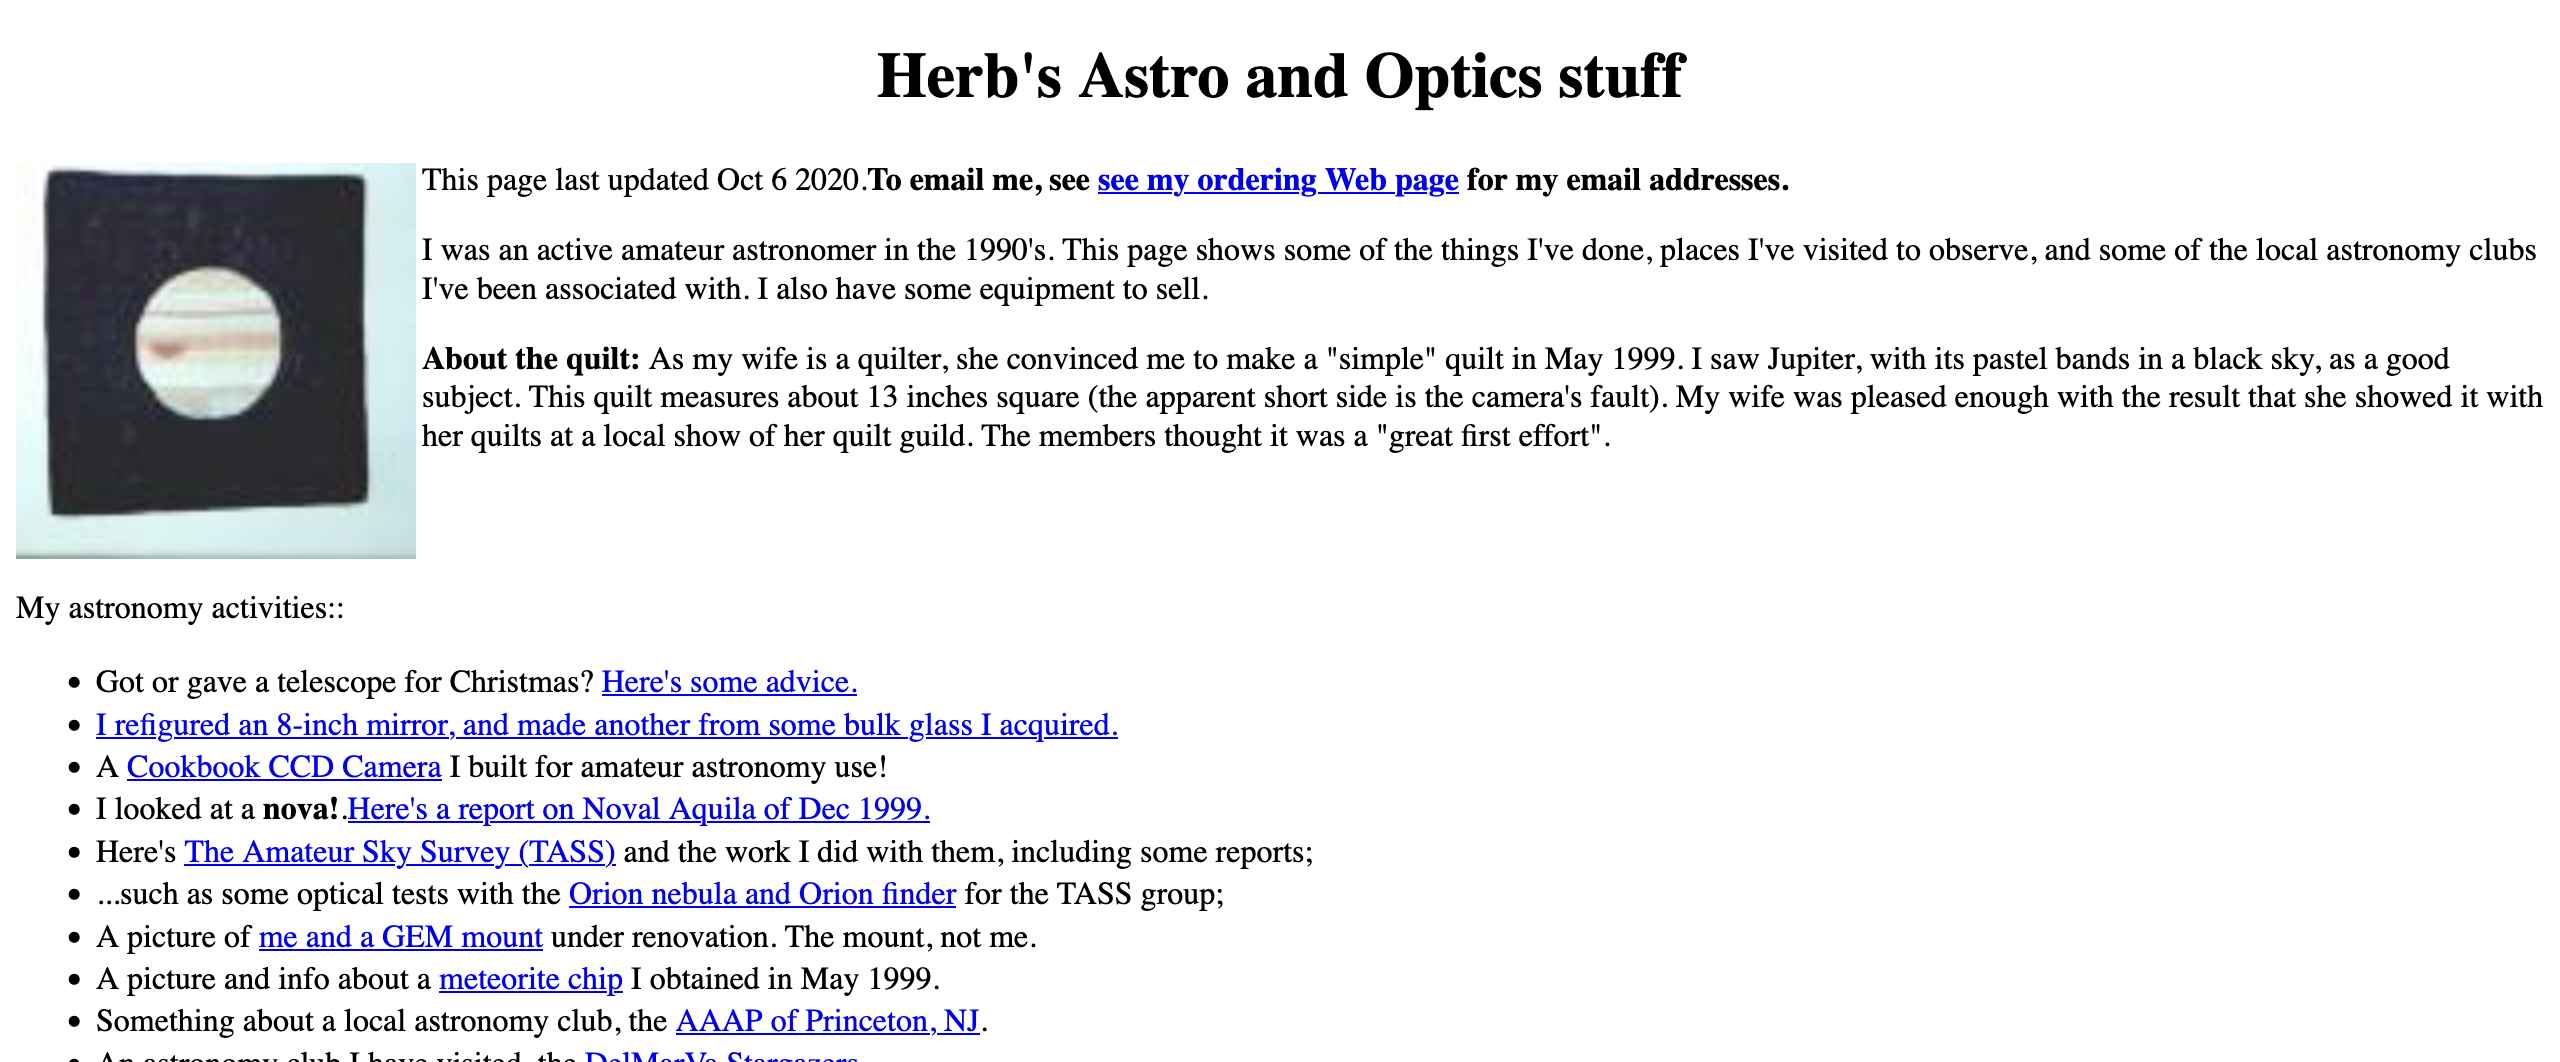 Herb's Astro and Optics stuff
This page last updated Oct 6 2020.To email me, see see my ordering Web page for my email addresses.
I was an active amateur astronomer in the 1990's. This page shows some of the things I've done, places I've visited to observe, and some of the local astronomy clubs
I've been associated with. I also have some equipment to sell.
About the quilt: As my wife is a quilter, she convinced me to make a "simple" quilt in May 1999. I saw Jupiter, with its pastel bands in a black sky, as a good
subject. This quilt measures about 13 inches square (the apparent short side is the camera's fault). My wife was pleased enough with the result that she showed it with
her quilts at a local show of her quilt guild. The members thought it was a "great first effort".
My astronomy activities::
Got or gave a telescope for Christmas? Here's some advice.
I refigured an 8-inch mirror, and made another from some bulk glass I acquired.
A Cookbook CCD Camera I built for amateur astronomy use!
I looked at a nova!.Here's a report on Noval Aquila of Dec 1999.
Here's The Amateur Sky Survey (TASS) and the work I did with them, including some reports;
...such as some optical tests with the Orion nebula and Orion finder for the TASS group;
A picture of me and a GEM mount under renovation. The mount, not me.
A picture and info about a meteorite chip I obtained in May 1999.
Something about a local astronomy club, the AAAP of Princeton, NJ.
An astronomy club I have visited, the DelMarVa Stargazers